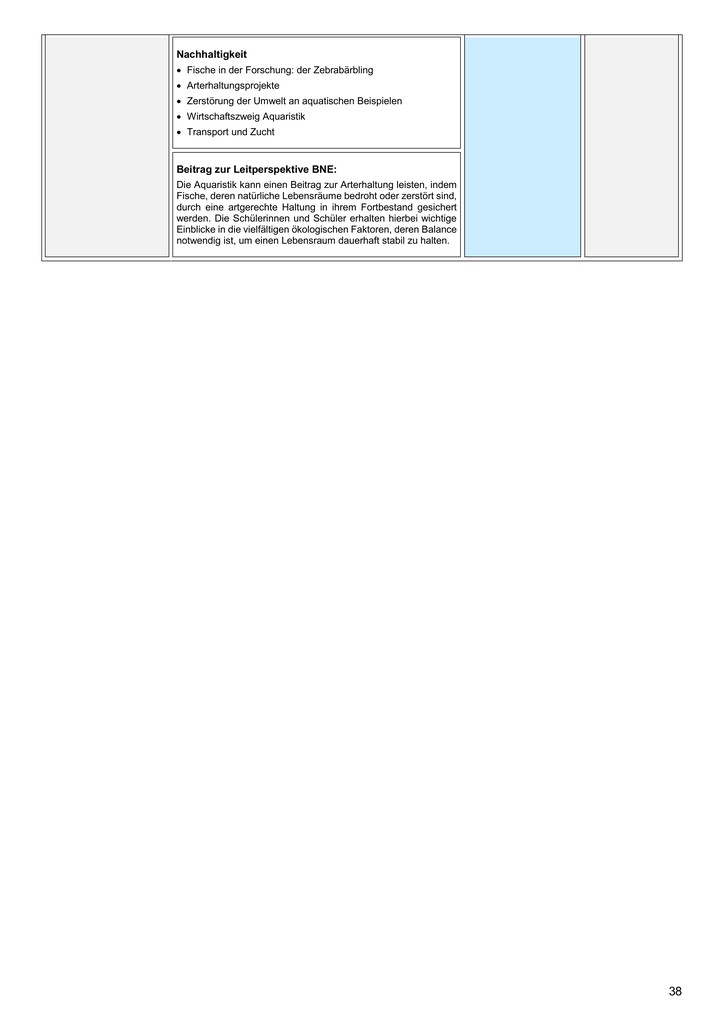 Nachhaltigkeit
• Fische in der Forschung: der Zebrabärbling
• Arterhaltungsprojekte
• Zerstörung der Umwelt an aquatischen Beispielen
• Wirtschaftszweig Aquaristik
• Transport und Zucht
Beitrag zur Leitperspektive BNE:
Die Aquaristik kann einen Beitrag zur Arterhaltung leisten, indem
Fische, deren natürliche Lebensräume bedroht oder zerstört sind,
durch eine artgerechte Haltung in ihrem Fortbestand gesichert
werden. Die Schülerinnen und Schüler erhalten hierbei wichtige
Einblicke in die vielfältigen ökologischen Faktoren, deren Balance
notwendig ist, um einen Lebensraum dauerhaft stabil zu halten.
38